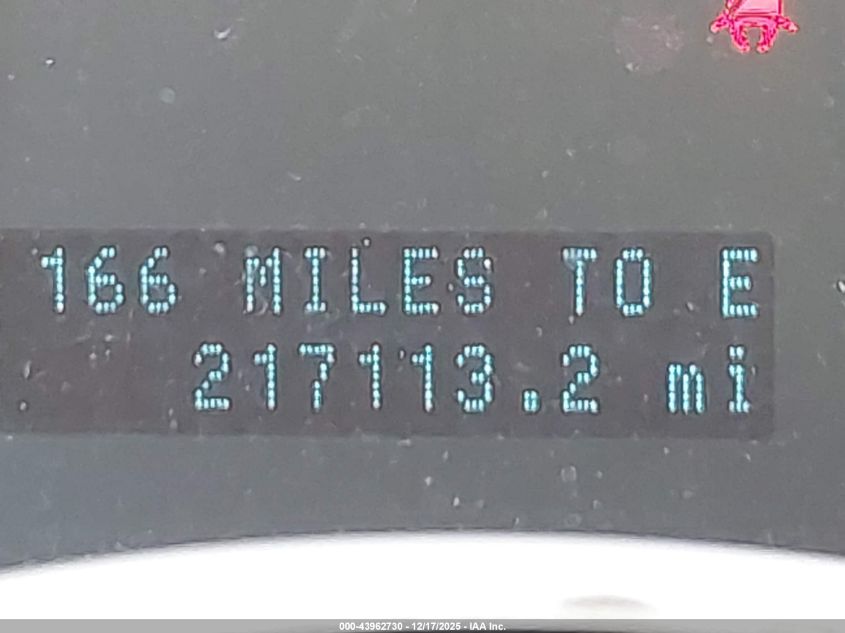 166 MILES TO E
217113.2 mi
000-43962730 - 12/17/2025 - IAA Inc.